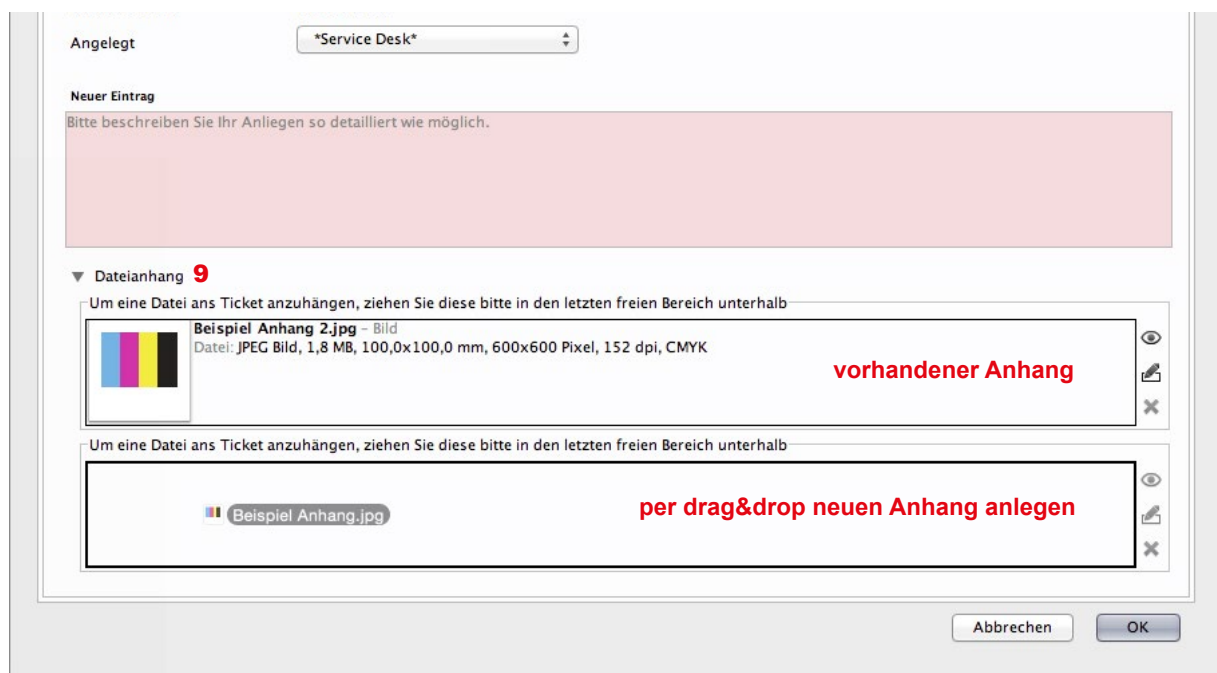 Angelegt
*Service Desk*
Neuer Eintrag
Bitte beschreiben Sie Ihr Anliegen so detailliert wie möglich.
Dateianhang 9
Um eine Datei ans Ticket anzuhängen, ziehen Sie diese bitte in den letzten freien Bereich unterhalb
Beispiel Anhang 2.jpg – Bild
Datei: JPEG Bild, 1,8 MB, 100,0x100,0 mm, 600x600 Pixel, 152 dpi, CMYK
vorhandener Anhang
Um eine Datei ans Ticket anzuhängen, ziehen Sie diese bitte in den letzten freien Bereich unterhalb
Beispiel Anhang.jpg
per drag&drop neuen Anhang anlegen
Abbrechen
OK